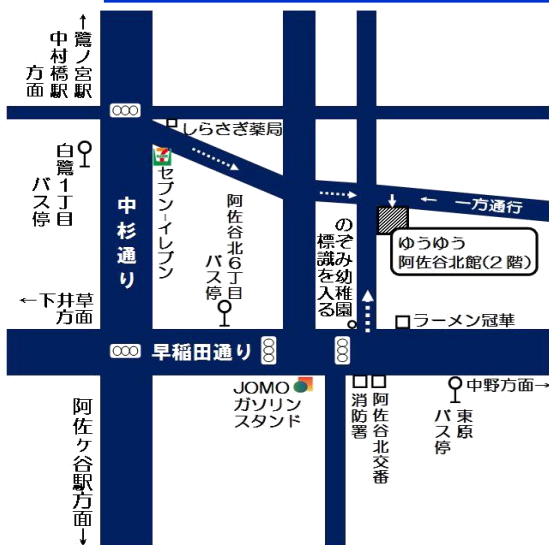 ↑鷺ノ宮駅
中村橋駅
方面
しらさぎ薬局
白鷺1丁目
バス停
7
セブン-イレブン
中杉通り
阿佐谷北6丁目
バス停
のぞみ幼稚園
標識を入る
← 一方通行
ゆうゆう
阿佐谷北館(2階)
←下井草
方面
ラーメン冠華
早稲田通り
JOMO
ガソリン
スタンド
消防署
阿佐谷北交番
東原
バス停
中野方面→
阿佐ヶ谷駅方面→